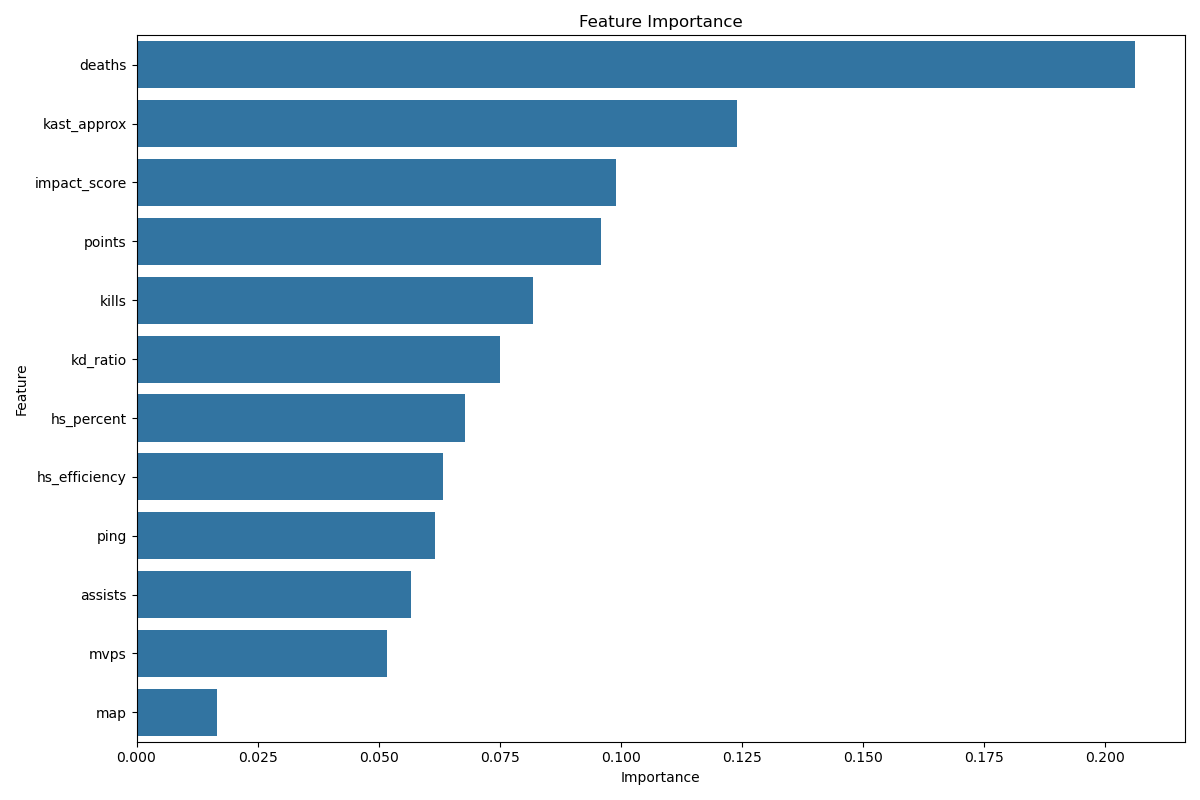 Feature Importance
deaths
kast_approx
impact_score
points
kills
kd_ratio
hs_percent
hs_efficiency
ping
assists
mvps
map
Feature
0.000 0.025 0.050 0.075 0.100 0.125 0.150 0.175 0.200
Importance